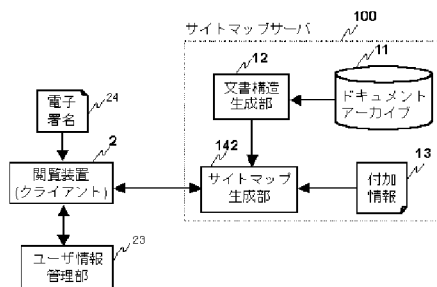 サイトマップサーバ
100
12
11
文書構造
生成部
ドキュメント
アーカイブ
電子
署名
24
2
142
13
閲覧装置
(クライアント)
サイトマップ
生成部
付加
情報
23
ユーザ情報
管理部